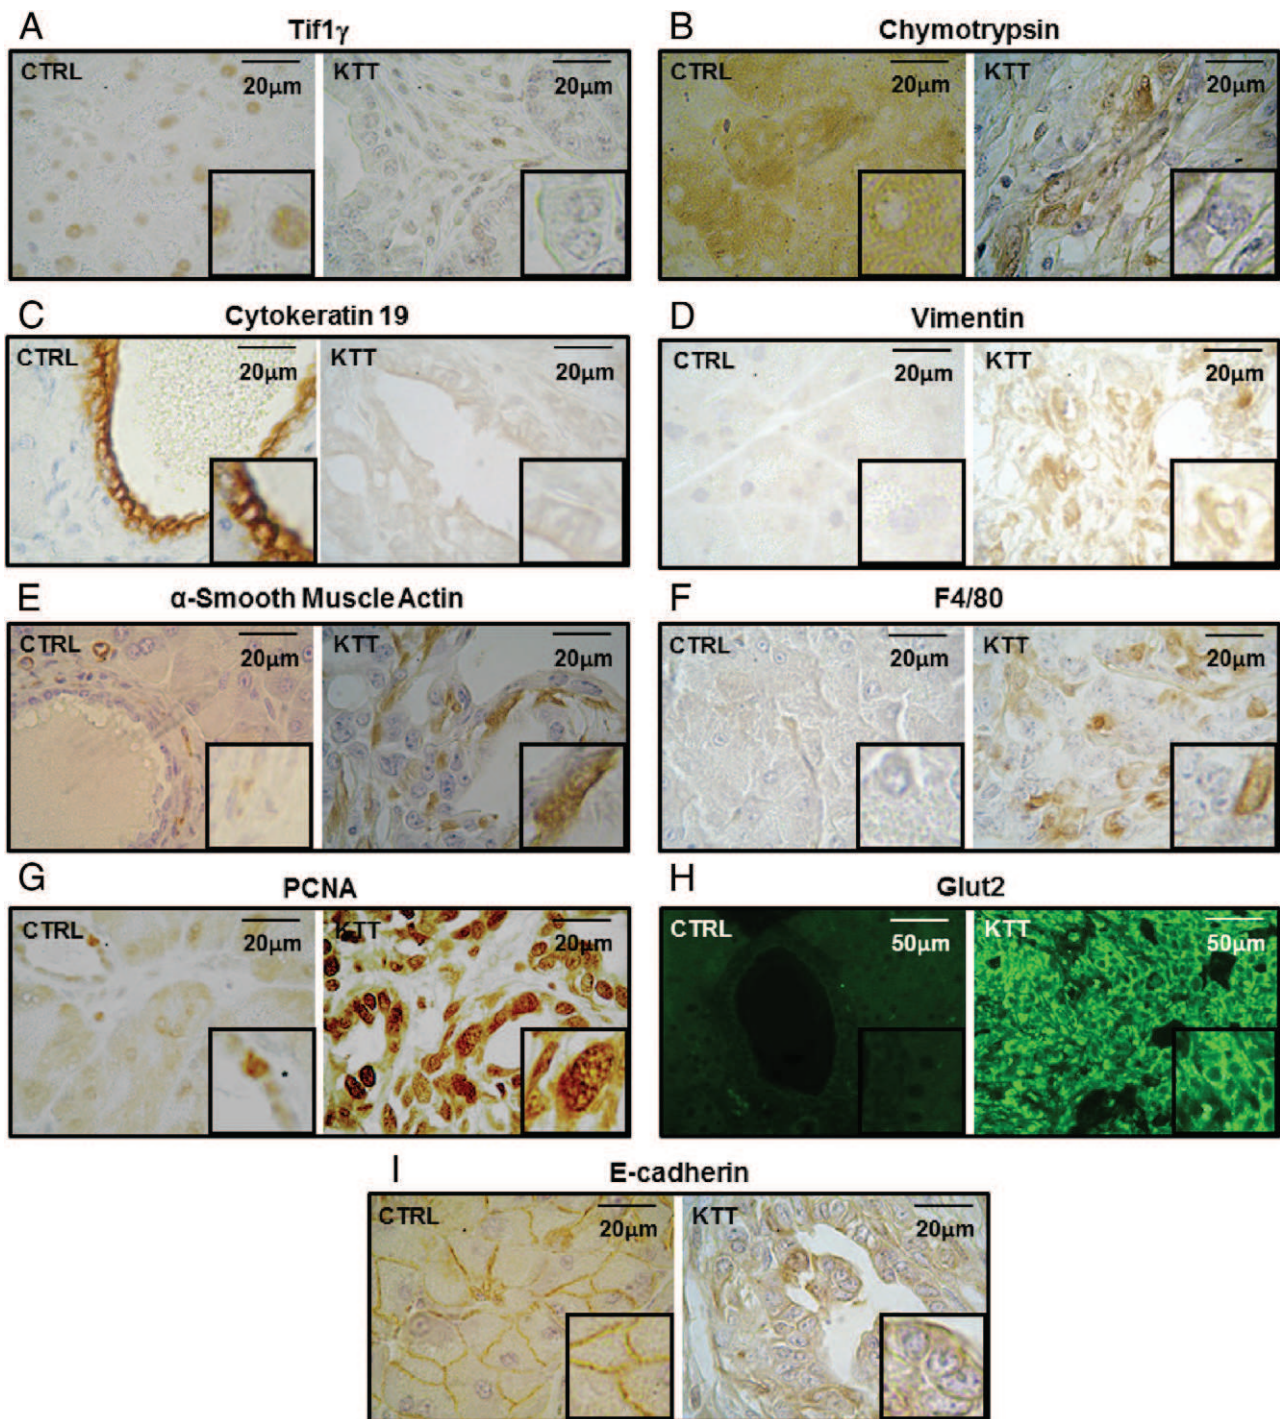 A Tif1γ
CTRL 20μm KTT 20μm
B Chymotrypsin
CTRL 20μm KTT 20μm
C Cytokeratin 19
CTRL 20μm KTT 20μm
D Vimentin
CTRL 20μm KTT 20μm
E α-Smooth Muscle Actin
CTRL 20μm KTT 20μm
F F4/80
CTRL 20μm KTT 20μm
G PCNA
CTRL 20μm KTT 20μm
H Glut2
CTRL 50μm KTT 50μm
I E-cadherin
CTRL 20μm KTT 20μm